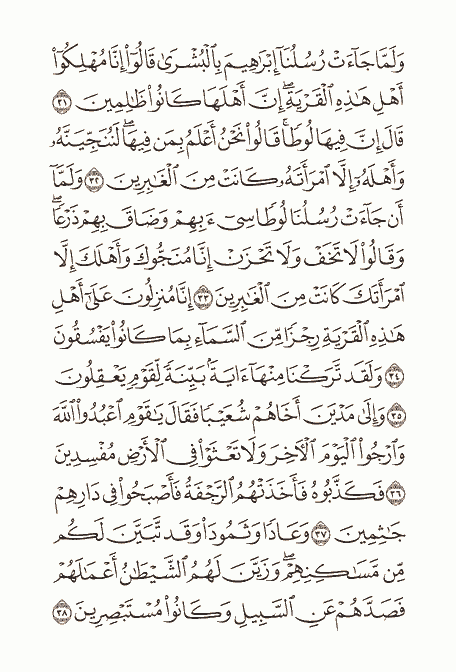 وَلَمَّا جَآءَتْ رُسُلُنَآ إِبْرَٰهِيمَ بِٱلْبُشْرَىٰ قَالُوٓا۟ إِنَّا مُهْلِكُوٓا۟
أَهْلِ هَٰذِهِ ٱلْقَرْيَةِ ۖ إِنَّ أَهْلَهَا كَانُوا۟ ظَٰلِمِينَ ٣١
قَالَ إِنَّ فِيهَا لُوطًا ۚ قَالُوا۟ نَحْنُ أَعْلَمُ بِمَن فِيهَا ۖ لَنُنَجِّيَنَّهُۥ
وَأَهْلَهُۥٓ إِلَّا ٱمْرَأَتَهُۥ كَانَتْ مِنَ ٱلْغَٰبِرِينَ ٣٢ وَلَمَّآ
أَن جَآءَتْ رُسُلُنَا لُوطًا سِىٓءَ بِهِمْ وَضَاقَ بِهِمْ ذَرْعًا ۖ
وَقَالُوا۟ لَا تَخَفْ وَلَا تَحْزَنْ ۖ إِنَّا مُنَجُّوكَ وَأَهْلَكَ إِلَّا
ٱمْرَأَتَكَ كَانَتْ مِنَ ٱلْغَٰبِرِينَ ٣٣ إِنَّا مُنزِلُونَ عَلَىٰٓ أَهْلِ
هَٰذِهِ ٱلْقَرْيَةِ رِجْزًا مِّنَ ٱلسَّمَآءِ بِمَا كَانُوا۟ يَفْسُقُونَ
٣٤ وَلَقَد تَّرَكْنَا مِنْهَآ ءَايَةًۢ بَيِّنَةً لِّقَوْمٍ يَعْقِلُونَ
٣٥ وَإِلَىٰ مَدْيَنَ أَخَاهُمْ شُعَيْبًا فَقَالَ يَٰقَوْمِ ٱعْبُدُوا۟ ٱللَّهَ
وَٱرْجُوا۟ ٱلْيَوْمَ ٱلْـَٔاخِرَ وَلَا تَعْثَوْا۟ فِى ٱلْأَرْضِ مُفْسِدِينَ
٣٦ فَكَذَّبُوهُ فَأَخَذَتْهُمُ ٱلرَّجْفَةُ فَأَصْبَحُوا۟ فِى دَارِهِمْ
جَٰثِمِينَ ٣٧ وَعَادًا وَثَمُودَا۟ وَقَد تَّبَيَّنَ لَكُم
مِّن مَّسَٰكِنِهِمْ ۖ وَزَيَّنَ لَهُمُ ٱلشَّيْطَٰنُ أَعْمَٰلَهُمْ
فَصَدَّهُمْ عَنِ ٱلسَّبِيلِ وَكَانُوا۟ مُسْتَبْصِرِينَ ٣٨